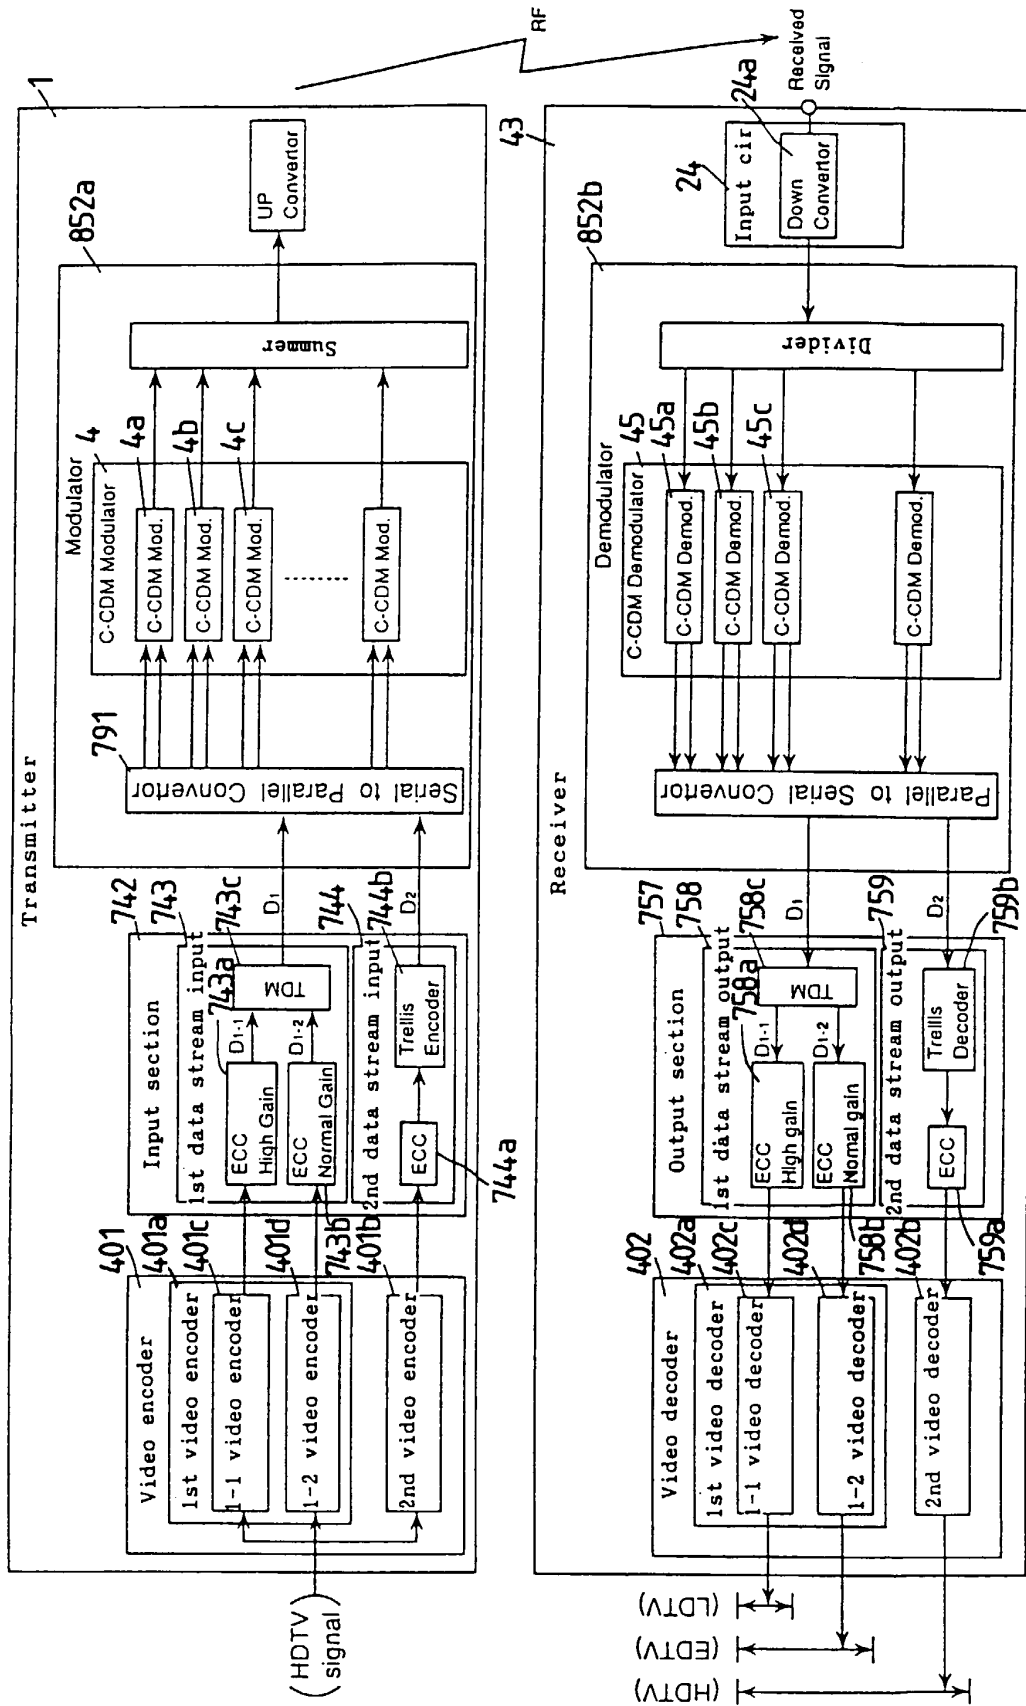 Transmitter
1
(HDTV)
(signal)
Video encoder
401
1st video encoder
401a
1-1 video encoder
401c
1-2 video encoder
401d
2nd video encoder
401b
Input section
742
1st data stream input
743
ECC
High Gain
743a
ECC
Normal Gain
743b
D1-1
D1-2
TDM
743c
2nd data stream input
744
ECC
744a
Trellis
Encoder
744b
D1
D2
Serial to Parallel Convertor
791
Modulator
852a
C-CDM Modulator
4
C-CDM Mod.
4a
C-CDM Mod.
4b
C-CDM Mod.
4c
C-CDM Mod.
Summer
UP
Convertor
RF
Receiver
43
Received
Signal
Input cir
24
Down
Convertor
24a
Demodulator
852b
Divider
C-CDM Demodulator
45
C-CDM Demod.
45a
C-CDM Demod.
45b
C-CDM Demod.
45c
C-CDM Demod.
Parallel to Serial Convertor
D1
D2
Output section
757
1st data stream output
758
TDM
758c
D1-1
D1-2
ECC
High gain
758a
ECC
Normal gain
758b
2nd data stream output
759
Trellis
Decoder
759b
ECC
759a
Video decoder
402
1st video decoder
402a
1-1 video decoder
402c
1-2 video decoder
402d
2nd video decoder
402b
(LDTV)
(EDTV)
(HDTV)